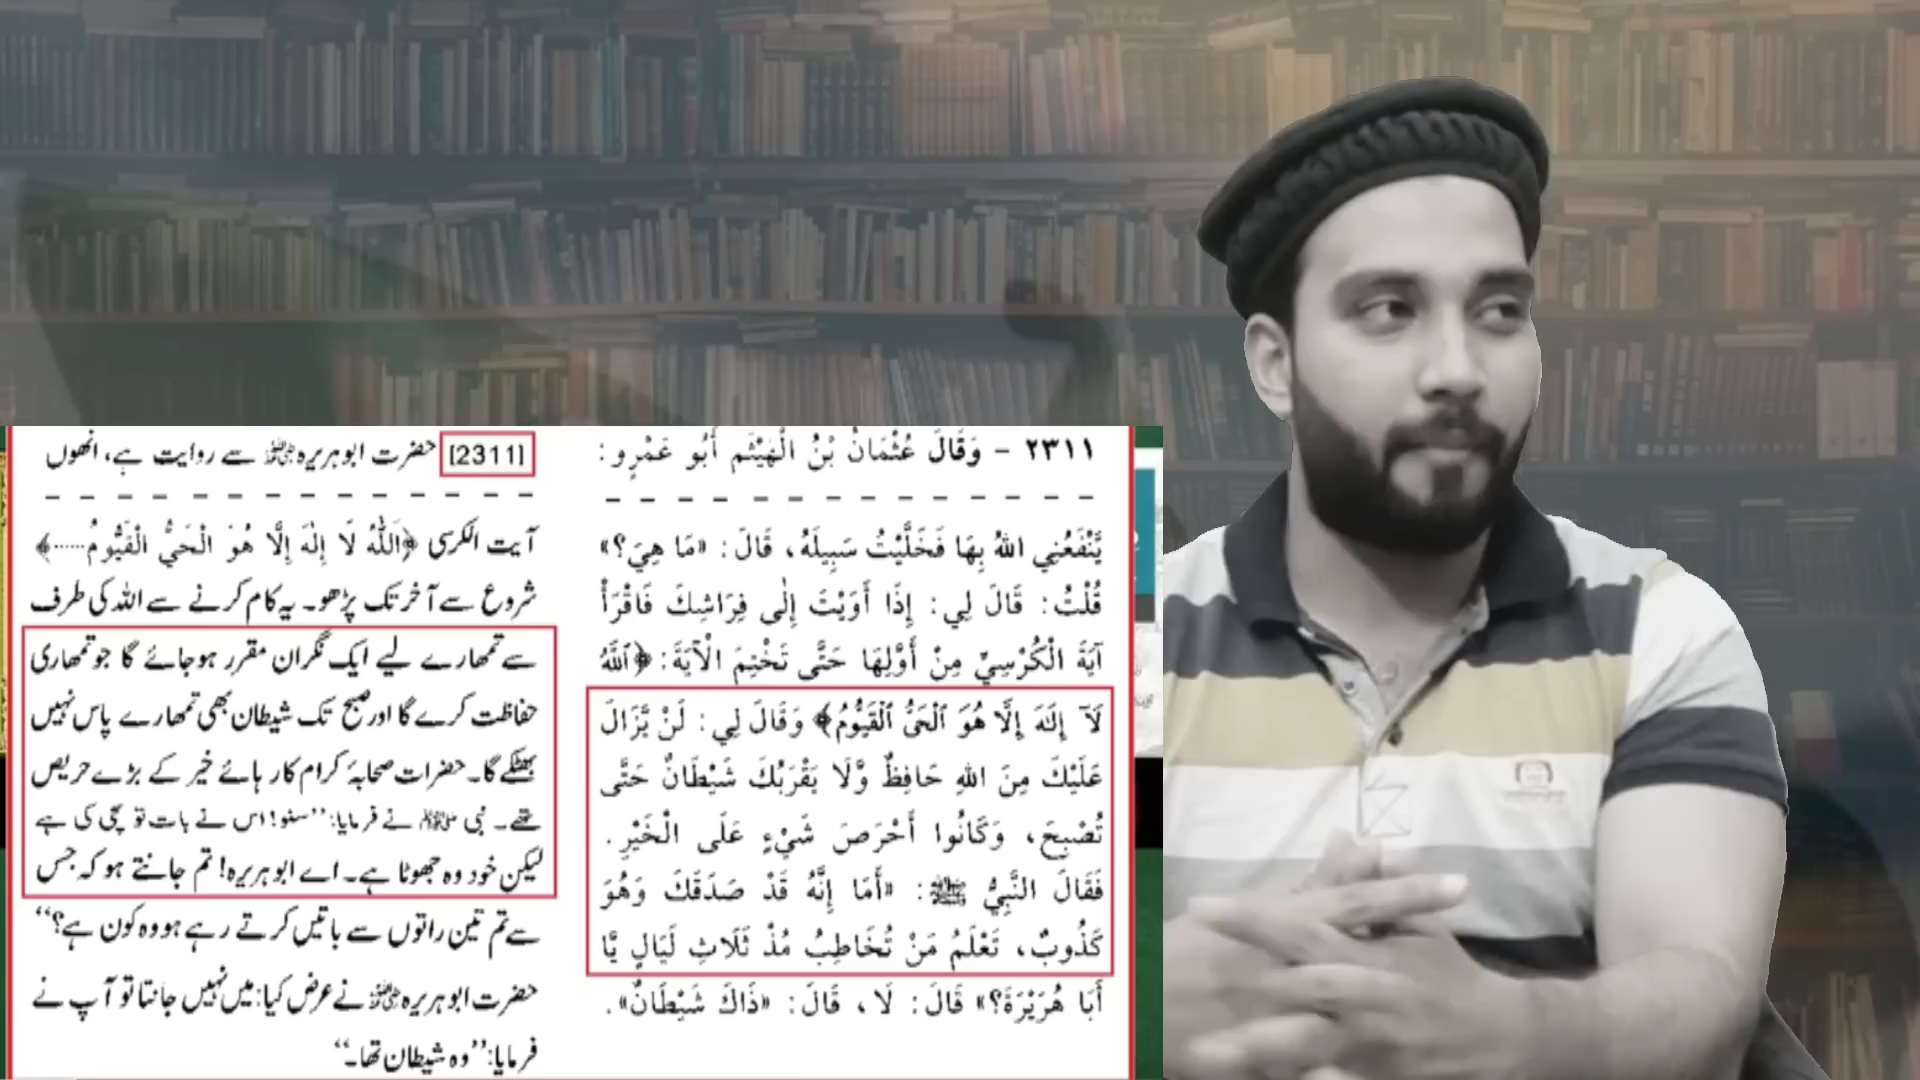 ٢٣١١ - وَقَالَ عُثْمَانُ بْنُ الْهَيْثَمِ أَبُو عَمْرٍو:
يَّنْفَعُنِي اللهُ بِهَا فَخَلَّيْتُ سَبِيلَهُ، قَالَ: «مَا هِيَ؟»
قُلْتُ: قَالَ لِي: إِذَا أَوَيْتَ إِلٰى فِرَاشِكَ فَاقْرَأْ
آيَةَ الْكُرْسِيِّ مِنْ أَوَّلِهَا حَتَّى تَخْتِمَ الْآيَةَ: ﴿اَللّٰهُ
لَآ إِلَـٰهَ إِلَّا هُوَ ٱلْحَىُّ ٱلْقَيُّومُ﴾ وَقَالَ لِي: لَنْ يَّزَالَ
عَلَيْكَ مِنَ اللهِ حَافِظٌ وَّلَا يَقْرَبُكَ شَيْطَانٌ حَتَّى
تُصْبِحَ، وَكَانُوا أَحْرَصَ شَيْءٍ عَلَى الْخَيْرِ.
فَقَالَ النَّبِيُّ ﷺ: «أَمَا إِنَّهُ قَدْ صَدَقَكَ وَهُوَ
كَذُوبٌ، تَعْلَمُ مَنْ تُخَاطِبُ مُذْ ثَلَاثِ لَيَالٍ يَّا
أَبَا هُرَيْرَةَ؟» قَالَ: لَا، قَالَ: «ذَاكَ شَيْطَانٌ».
[2311] حضرت ابوہریرہ ؓ سے روایت ہے، انھوں
آیت الکرسی ﴿اَللّٰهُ لَا إِلٰهَ إِلَّا هُوَ الْحَيُّ الْقَيُّومُ.....﴾
شروع سے آخر تک پڑھو۔ یہ کام کرنے سے اللہ کی طرف
سے تمھارے لیے ایک نگران مقرر ہو جائے گا جو تمھاری
حفاظت کرے گا اور صبح تک شیطان بھی تمھارے پاس نہیں
بھٹکے گا۔ حضرات صحابۂ کرام کار ہائے خیر کے بڑے حریص
تھے۔ نبی ﷺ نے فرمایا: ’’سنو! اس نے بات تو سچی کی ہے
لیکن خود وہ جھوٹا ہے۔ اے ابوہریرہ! تم جانتے ہو کہ جس
سے تم تین راتوں سے باتیں کرتے رہے ہو وہ کون ہے؟‘‘
حضرت ابوہریرہ ؓ نے عرض کیا: میں نہیں جانتا تو آپ نے
فرمایا: ’’وہ شیطان تھا۔‘‘